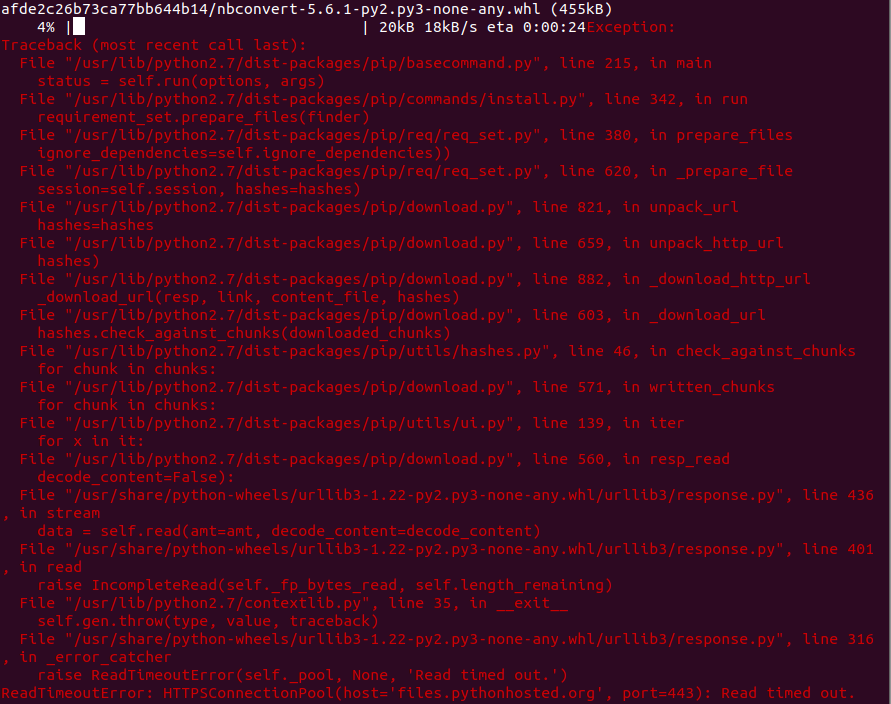 afde2c26b73ca77bb644b14/nbconvert-5.6.1-py2.py3-none-any.whl (455kB)
    4% |█                               | 20kB 18kB/s eta 0:00:24Exception:
Traceback (most recent call last):
  File "/usr/lib/python2.7/dist-packages/pip/basecommand.py", line 215, in main
    status = self.run(options, args)
  File "/usr/lib/python2.7/dist-packages/pip/commands/install.py", line 342, in run
    requirement_set.prepare_files(finder)
  File "/usr/lib/python2.7/dist-packages/pip/req/req_set.py", line 380, in prepare_files
    ignore_dependencies=self.ignore_dependencies))
  File "/usr/lib/python2.7/dist-packages/pip/req/req_set.py", line 620, in _prepare_file
    session=self.session, hashes=hashes)
  File "/usr/lib/python2.7/dist-packages/pip/download.py", line 821, in unpack_url
    hashes=hashes
  File "/usr/lib/python2.7/dist-packages/pip/download.py", line 659, in unpack_http_url
    hashes)
  File "/usr/lib/python2.7/dist-packages/pip/download.py", line 882, in _download_http_url
    _download_url(resp, link, content_file, hashes)
  File "/usr/lib/python2.7/dist-packages/pip/download.py", line 603, in _download_url
    hashes.check_against_chunks(downloaded_chunks)
  File "/usr/lib/python2.7/dist-packages/pip/utils/hashes.py", line 46, in check_against_chunks
    for chunk in chunks:
  File "/usr/lib/python2.7/dist-packages/pip/download.py", line 571, in written_chunks
    for chunk in chunks:
  File "/usr/lib/python2.7/dist-packages/pip/utils/ui.py", line 139, in iter
    for x in it:
  File "/usr/lib/python2.7/dist-packages/pip/download.py", line 560, in resp_read
    decode_content=False):
  File "/usr/share/python-wheels/urllib3-1.22-py2.py3-none-any.whl/urllib3/response.py", line 436
, in stream
    data = self.read(amt=amt, decode_content=decode_content)
  File "/usr/share/python-wheels/urllib3-1.22-py2.py3-none-any.whl/urllib3/response.py", line 401
, in read
    raise IncompleteRead(self._fp_bytes_read, self.length_remaining)
  File "/usr/lib/python2.7/contextlib.py", line 35, in __exit__
    self.gen.throw(type, value, traceback)
  File "/usr/share/python-wheels/urllib3-1.22-py2.py3-none-any.whl/urllib3/response.py", line 316
, in _error_catcher
    raise ReadTimeoutError(self._pool, None, 'Read timed out.')
ReadTimeoutError: HTTPSConnectionPool(host='files.pythonhosted.org', port=443): Read timed out.